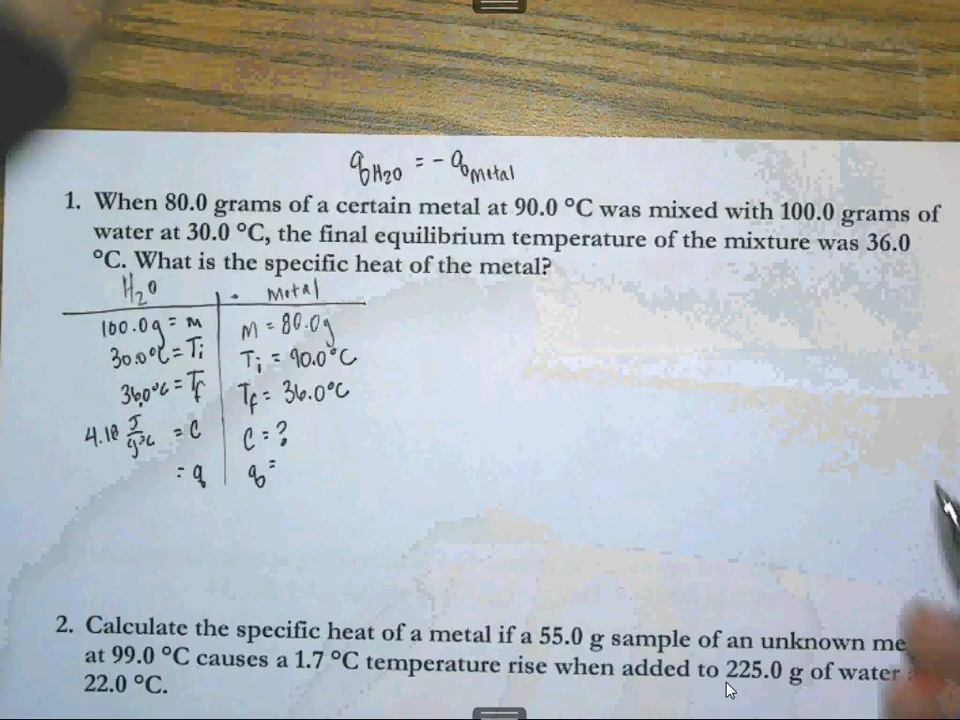 qH2O = - qMetal
1. When 80.0 grams of a certain metal at 90.0 °C was mixed with 100.0 grams of
water at 30.0 °C, the final equilibrium temperature of the mixture was 36.0
°C. What is the specific heat of the metal?
H2O Metal
100.0g = m m = 80.0g
30.0°C = Ti Ti = 90.0°C
36.0°C = Tf Tf = 36.0°C
4.18 J/g°C = C C = ?
= q q =
2. Calculate the specific heat of a metal if a 55.0 g sample of an unknown me
at 99.0 °C causes a 1.7 °C temperature rise when added to 225.0 g of water
22.0 °C.